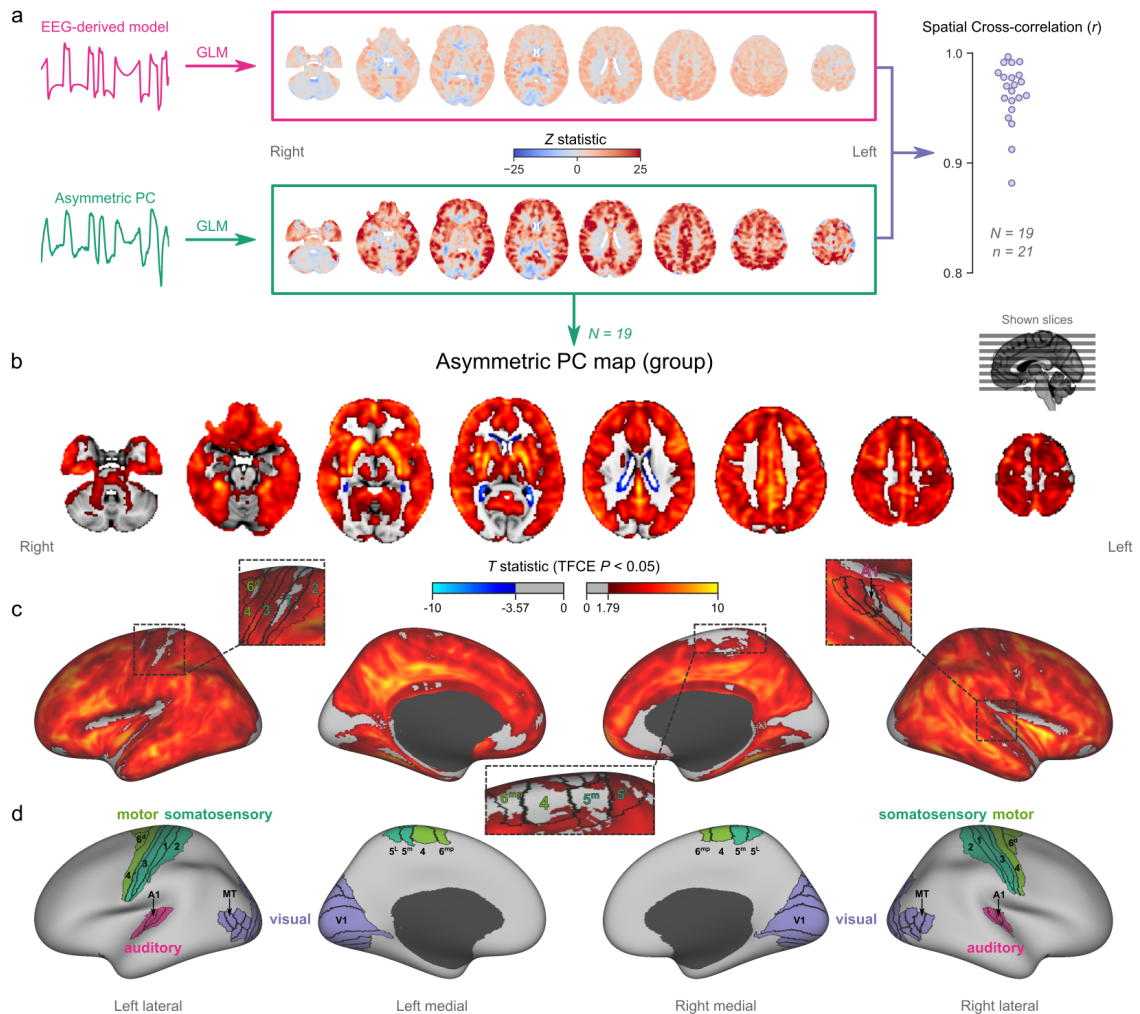 a
EEG-derived model
GLM
Spatial Cross-correlation (r)
1.0
0.9
0.8
N = 19
n = 21
Right
Z statistic
−25
0
25
Left
Asymmetric PC
GLM
N = 19
Shown slices
b
Asymmetric PC map (group)
Right
Left
T statistic (TFCE P < 0.05)
-10
-3.57
0
0
1.79
10
c
6d
4
3
1
2
A1
6mp
4
5m
5L
d
motor somatosensory
6d
1
2
3
4
A1
MT
auditory
visual
5L
5m
4
6mp
V1
6mp
4
5m
5L
V1
visual
somatosensory motor
6d
1
2
3
4
MT
A1
auditory
Left lateral
Left medial
Right medial
Right lateral